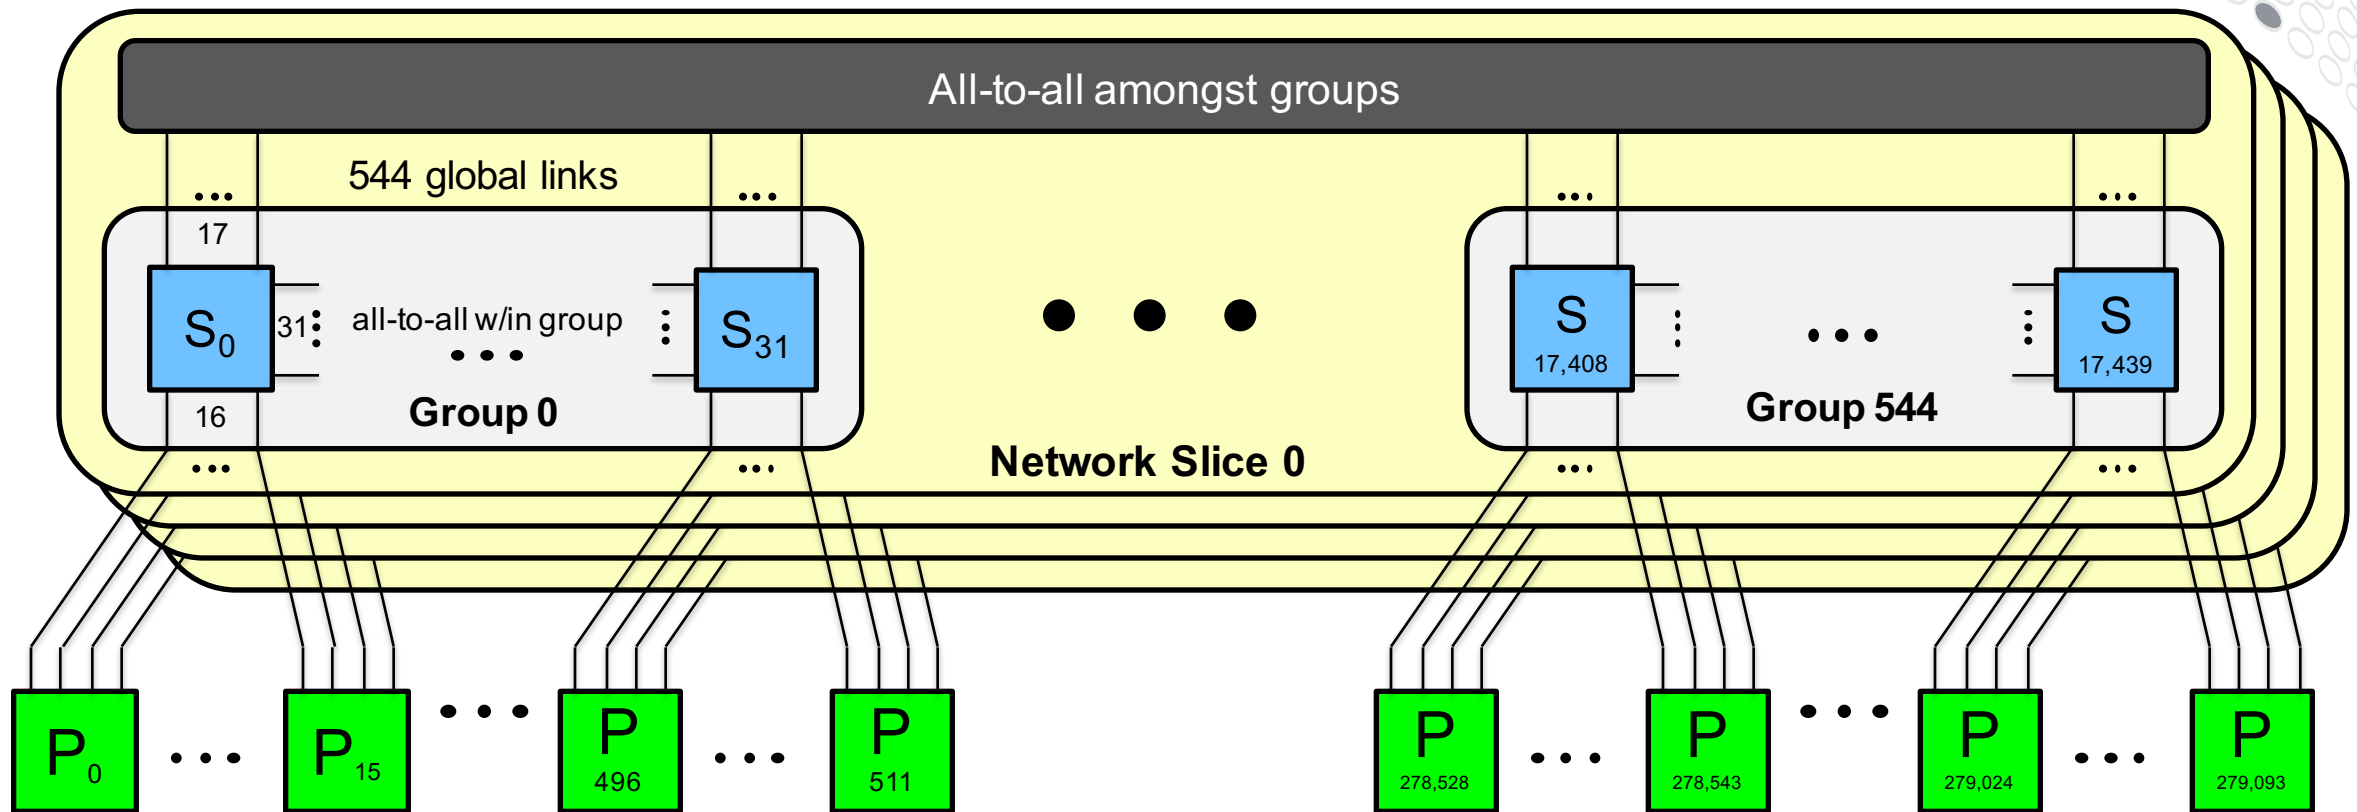 All-to-all amongst groups
544 global links
17
S0
31
all-to-all w/in group
S31
16
Group 0
S
17,408
S
17,439
Group 544
Network Slice 0
P0
P15
P
496
P
511
P
278,528
P
278,543
P
279,024
P
279,093